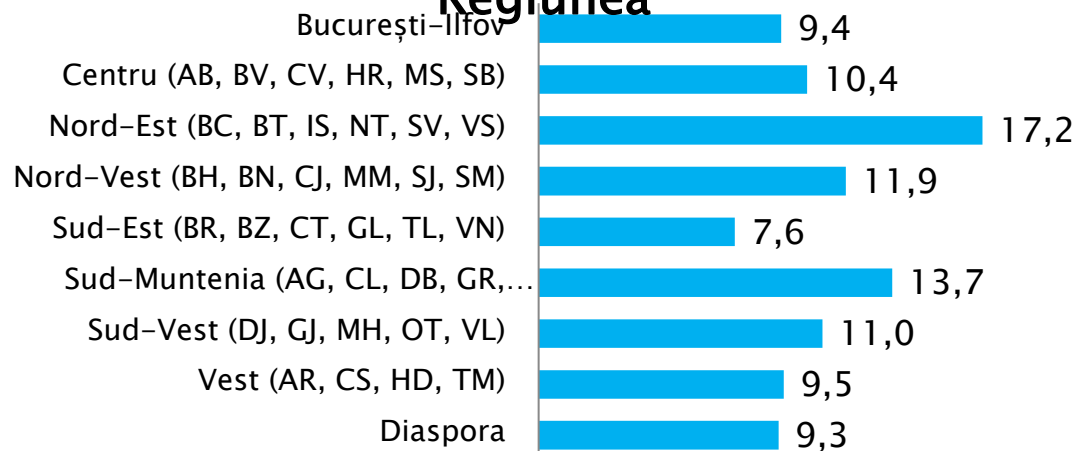 Regiunea
București-Ilfov 9,4
Centru (AB, BV, CV, HR, MS, SB) 10,4
Nord-Est (BC, BT, IS, NT, SV, VS) 17,2
Nord-Vest (BH, BN, CJ, MM, SJ, SM) 11,9
Sud-Est (BR, BZ, CT, GL, TL, VN) 7,6
Sud-Muntenia (AG, CL, DB, GR,… 13,7
Sud-Vest (DJ, GJ, MH, OT, VL) 11,0
Vest (AR, CS, HD, TM) 9,5
Diaspora 9,3